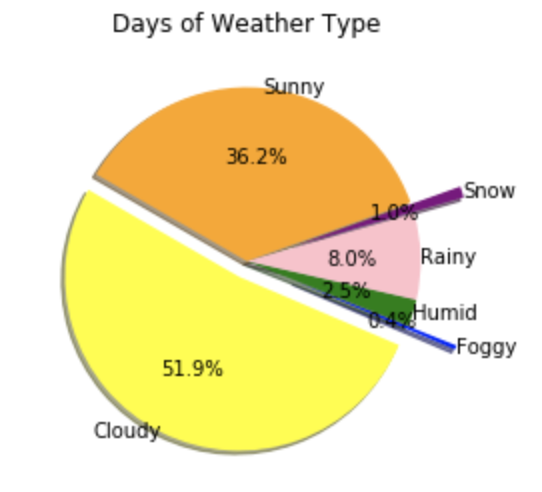 Days of Weather Type
Sunny
36.2%
Snow
1.0%
Rainy
8.0%
2.5%
Humid
0.4%
Foggy
51.9%
Cloudy